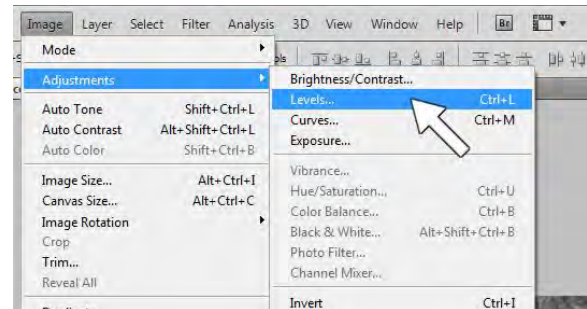 Image Layer Select Filter Analysis 3D View Window Help Br
Mode
Adjustments
Auto Tone Shift+Ctrl+L
Auto Contrast Alt+Shift+Ctrl+L
Auto Color Shift+Ctrl+B
Image Size... Alt+Ctrl+I
Canvas Size... Alt+Ctrl+C
Image Rotation
Crop
Trim...
Reveal All
Brightness/Contrast...
Levels... Ctrl+L
Curves... Ctrl+M
Exposure...
Vibrance...
Hue/Saturation... Ctrl+U
Color Balance... Ctrl+B
Black & White... Alt+Shift+Ctrl+B
Photo Filter...
Channel Mixer...
Invert Ctrl+I